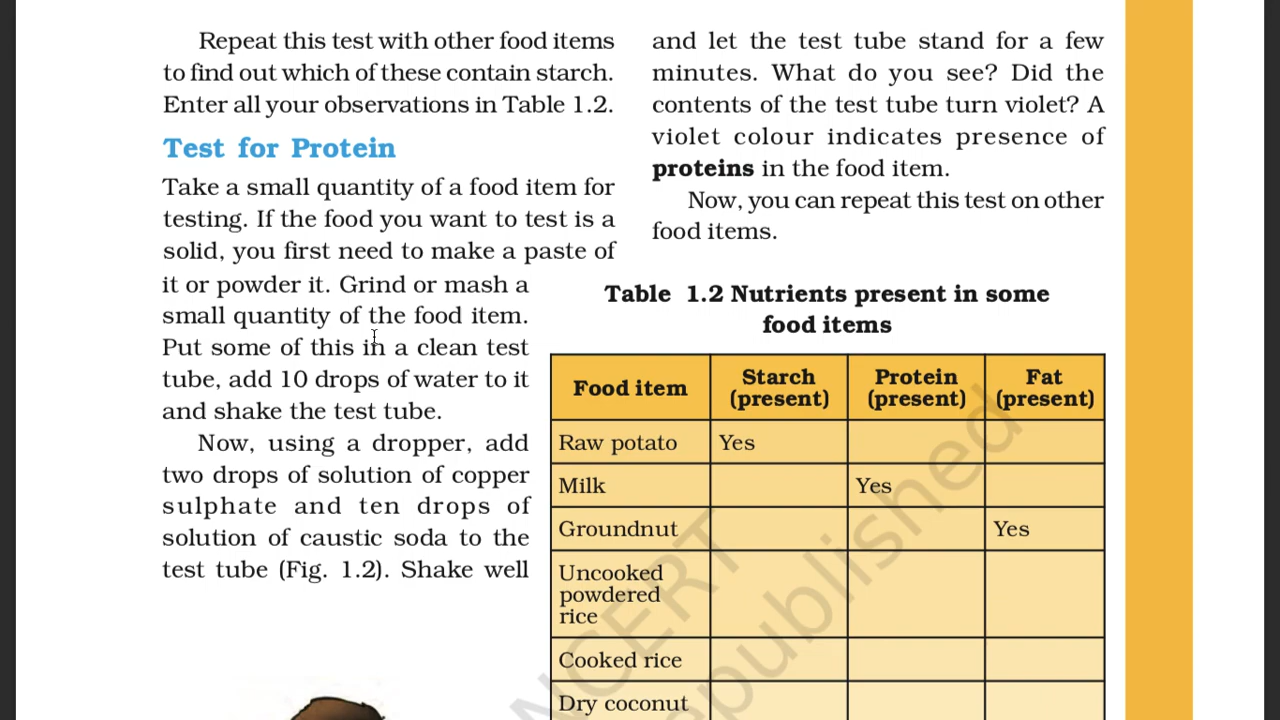 Repeat this test with other food items
to find out which of these contain starch.
Enter all your observations in Table 1.2.
Test for Protein
Take a small quantity of a food item for
testing. If the food you want to test is a
solid, you first need to make a paste of
it or powder it. Grind or mash a
small quantity of the food item.
Put some of this in a clean test
tube, add 10 drops of water to it
and shake the test tube.
Now, using a dropper, add
two drops of solution of copper
sulphate and ten drops of
solution of caustic soda to the
test tube (Fig. 1.2). Shake well
and let the test tube stand for a few
minutes. What do you see? Did the
contents of the test tube turn violet? A
violet colour indicates presence of
proteins in the food item.
Now, you can repeat this test on other
food items.
Table 1.2 Nutrients present in some
food items
Food item Starch (present) Protein (present) Fat (present)
Raw potato Yes
Milk Yes
Groundnut Yes
Uncooked
powdered
rice
Cooked rice
Dry coconut
NCERT
republished